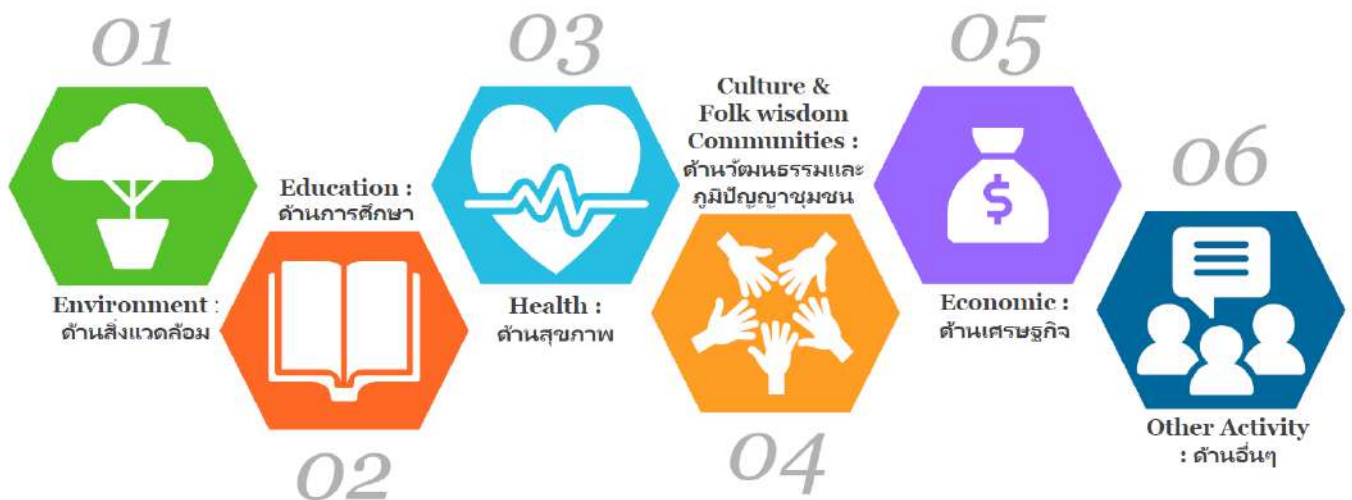 01
Environment :
ด้านสิ่งแวดล้อม
Education :
ด้านการศึกษา
02
03
Health :
ด้านสุขภาพ
Culture &
Folk wisdom
Communities :
ด้านวัฒนธรรมและ
ภูมิปัญญาชุมชน
04
05
$
Economic :
ด้านเศรษฐกิจ
06
Other Activity
: ด้านอื่นๆ